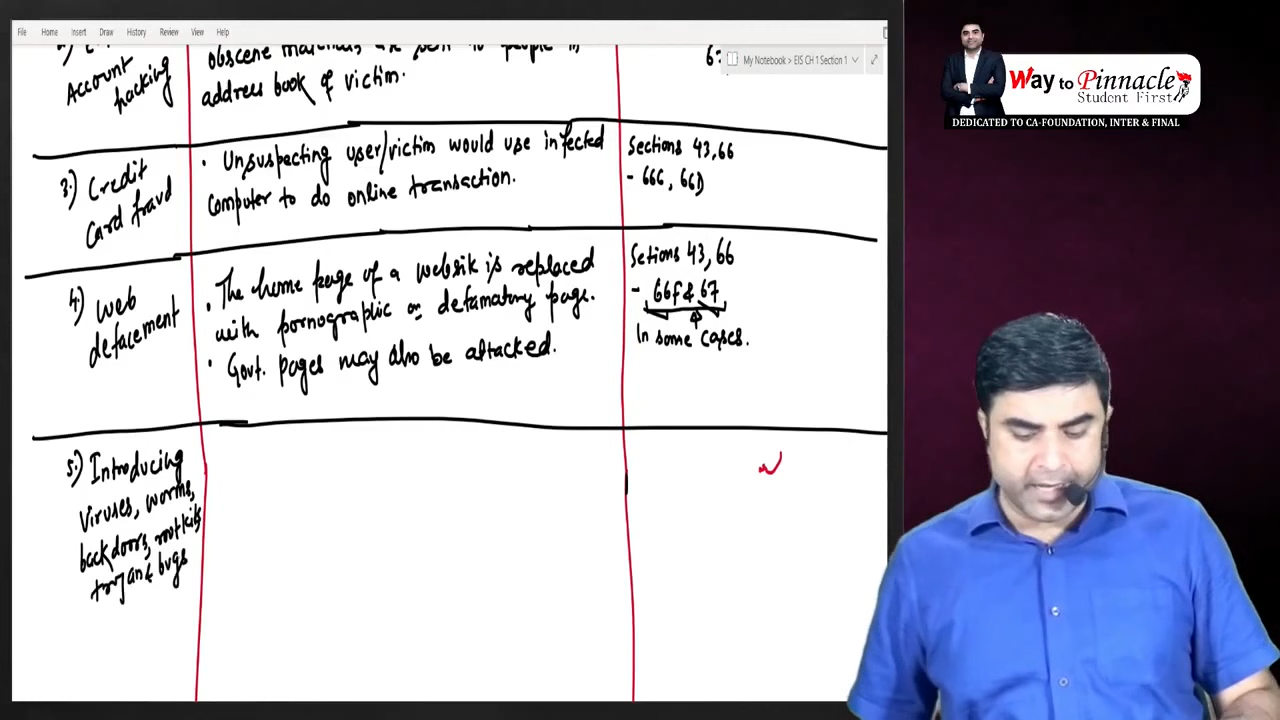 File Home Insert Draw History Review View Help
My Notebook > EIS CH 1 Section 1
Account
hacking
obscene materials are sent to people in
address book of victim.
3.) Credit
Card fraud
· Unsuspecting user/victim would use infected
computer to do online transaction.
Sections 43,66
- 66C, 66D
4.) Web
defacement
· The home page of a website is replaced
with pornographic or defamatory page.
· Govt. pages may also be attacked.
Setions 43, 66
- 66F & 67
In some cases.
5.) Introducing
Viruses, worms,
backdoors, rootkits,
trojans & bugs
Way to Pinnacle
Student First
DEDICATED TO CA-FOUNDATION, INTER & FINAL